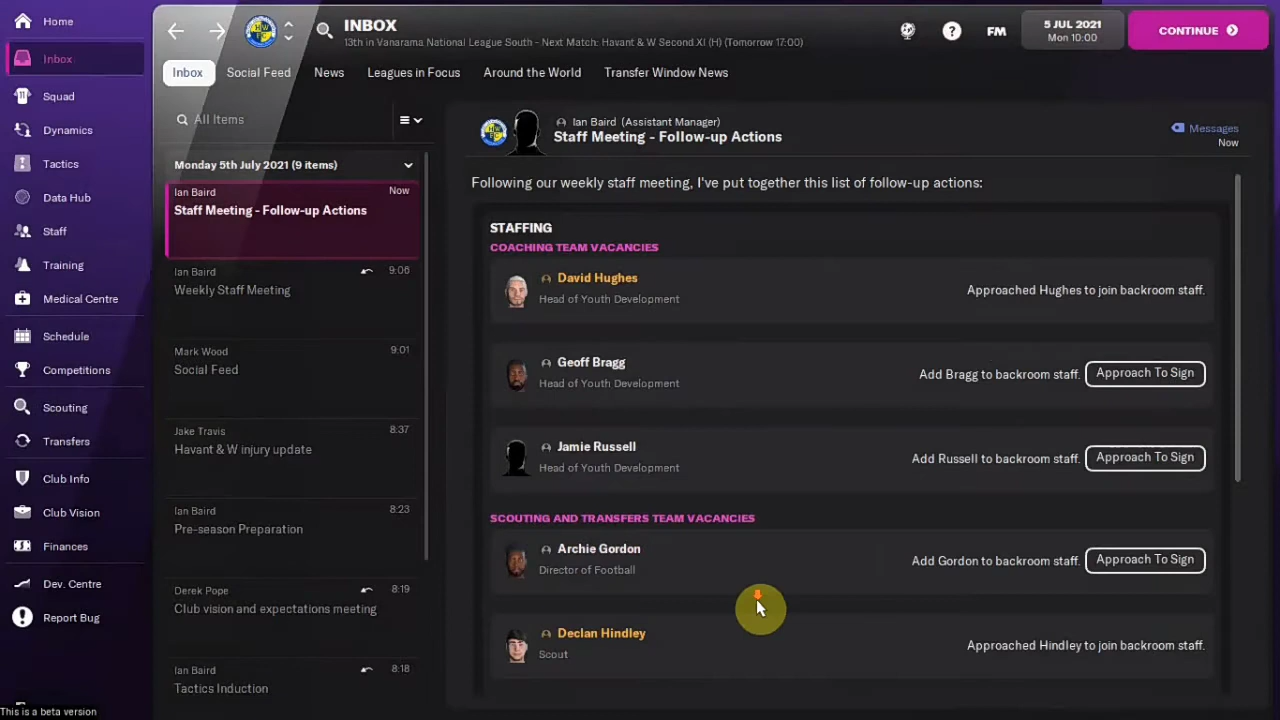 Home
Inbox
Squad
Dynamics
Tactics
Data Hub
Staff
Training
Medical Centre
Schedule
Competitions
Scouting
Transfers
Club Info
Club Vision
Finances
Dev. Centre
Report Bug
This is a beta version
INBOX
13th in Vanarama National League South - Next Match: Havant & W Second XI (H) (Tomorrow 17:00)
FM
5 JUL 2021
Mon 10:00
CONTINUE
Inbox
Social Feed
News
Leagues in Focus
Around the World
Transfer Window News
All Items
Monday 5th July 2021 (9 items)
Ian Baird
Now
Staff Meeting - Follow-up Actions
Ian Baird
9:06
Weekly Staff Meeting
Mark Wood
9:01
Social Feed
Jake Travis
8:37
Havant & W injury update
Ian Baird
8:23
Pre-season Preparation
Derek Pope
8:19
Club vision and expectations meeting
Ian Baird
8:18
Tactics Induction
Ian Baird (Assistant Manager)
Staff Meeting - Follow-up Actions
Messages
Now
Following our weekly staff meeting, I've put together this list of follow-up actions:
STAFFING
COACHING TEAM VACANCIES
David Hughes
Head of Youth Development
Approached Hughes to join backroom staff.
Geoff Bragg
Head of Youth Development
Add Bragg to backroom staff.
Approach To Sign
Jamie Russell
Head of Youth Development
Add Russell to backroom staff.
Approach To Sign
SCOUTING AND TRANSFERS TEAM VACANCIES
Archie Gordon
Director of Football
Add Gordon to backroom staff.
Approach To Sign
Declan Hindley
Scout
Approached Hindley to join backroom staff.